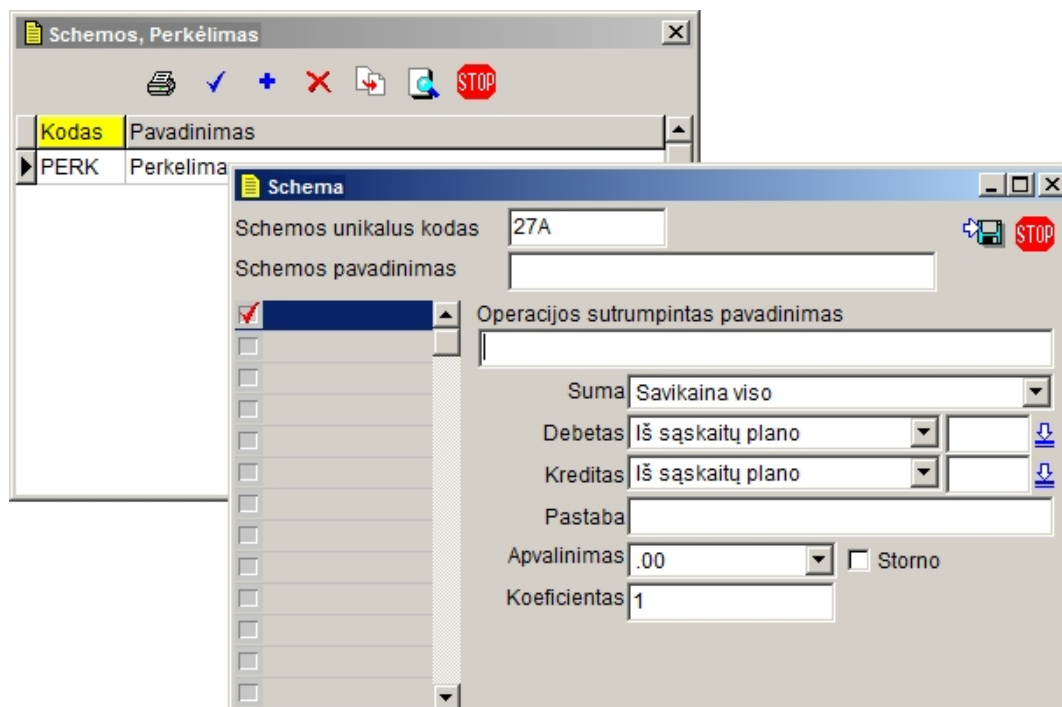 Schemos, Perkėlimas
STOP
Kodas Pavadinimas
PERK Perkelima
Schema
Schemos unikalus kodas 27A
STOP
Schemos pavadinimas
Operacijos sutrumpintas pavadinimas
Suma Savikaina viso
Debetas Iš sąskaitų plano
Kreditas Iš sąskaitų plano
Pastaba
Apvalinimas .00 Storno
Koeficientas 1